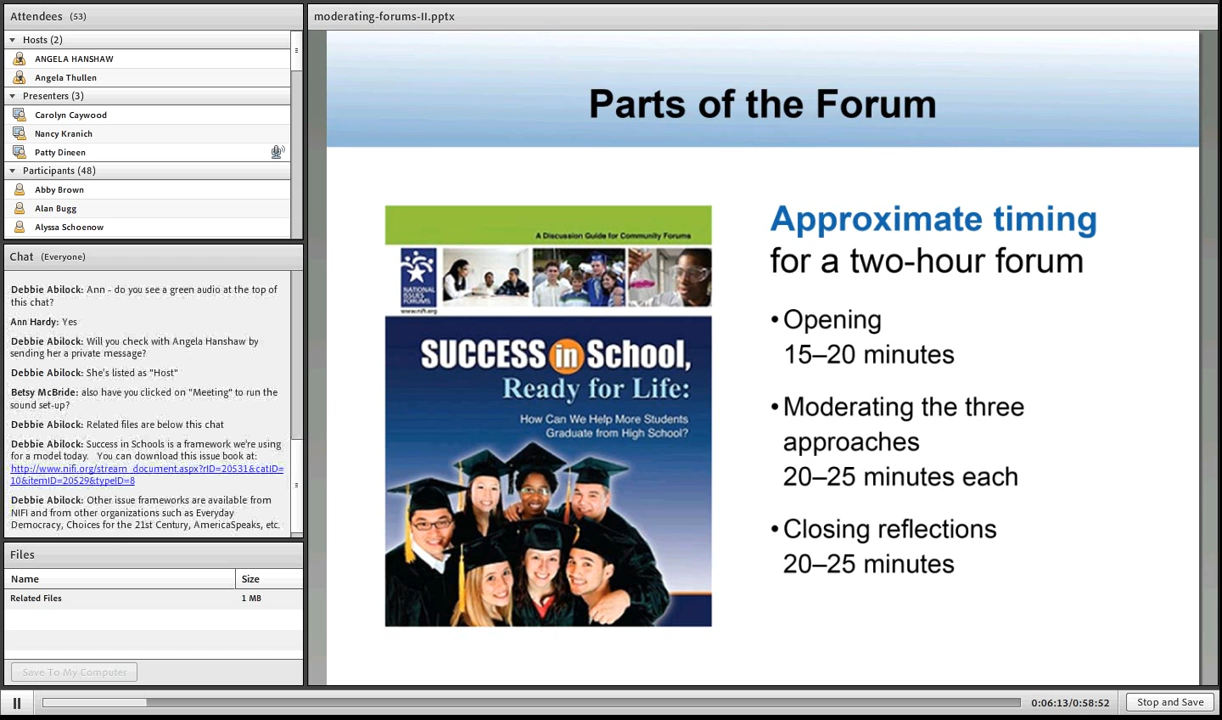 Attendees (53)
Hosts (2)
ANGELA HANSHAW
Angela Thullen
Presenters (3)
Carolyn Caywood
Nancy Kranich
Patty Dineen
Participants (48)
Abby Brown
Alan Bugg
Alyssa Schoenow
Chat (Everyone)
Debbie Abilock: Ann - do you see a green audio at the top of
this chat?
Ann Hardy: Yes
Debbie Abilock: Will you check with Angela Hanshaw by
sending her a private message?
Debbie Abilock: She's listed as "Host"
Betsy McBride: also have you clicked on "Meeting" to run the
sound set-up?
Debbie Abilock: Related files are below this chat
Debbie Abilock: Success in Schools is a framework we're using
for a model today. You can download this issue book at:
http://www.nifi.org/stream_document.aspx?rID=20531&catID=
10&itemID=20529&typeID=8
Debbie Abilock: Other issue frameworks are available from
NIFI and from other organizations such as Everyday
Democracy, Choices for the 21st Century, AmericaSpeaks, etc.
Files
Name Size
Related Files 1 MB
Save To My Computer
moderating-forums-II.pptx
Parts of the Forum
A Discussion Guide for Community Forums
NATIONAL
ISSUES
FORUMS
www.nifi.org
SUCCESS in School,
Ready for Life:
How Can We Help More Students
Graduate from High School?
Approximate timing
for a two-hour forum
• Opening
15–20 minutes
• Moderating the three
approaches
20–25 minutes each
• Closing reflections
20–25 minutes
0:06:13/0:58:52
Stop and Save